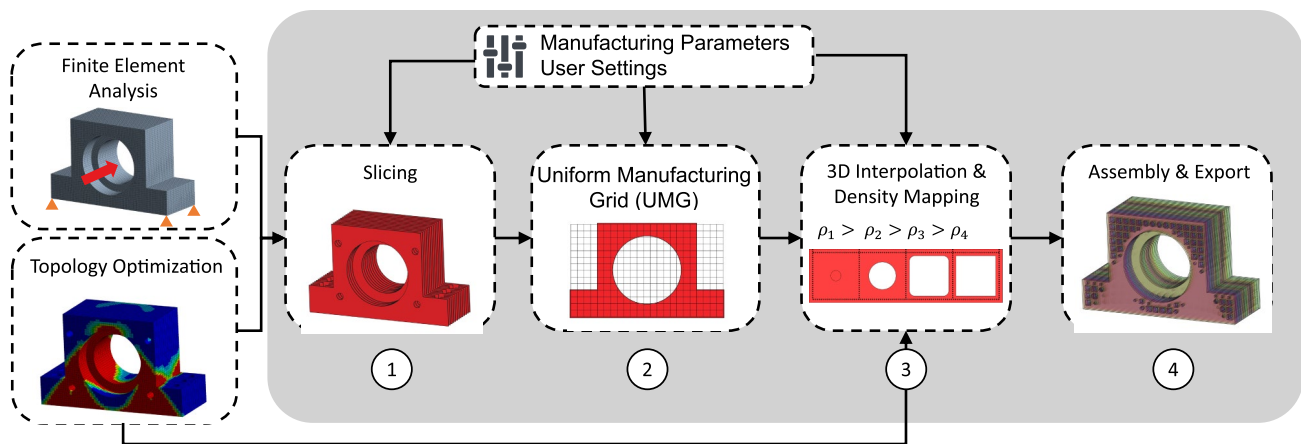 Finite Element
Analysis
Topology Optimization
Manufacturing Parameters
User Settings
Slicing
1
Uniform Manufacturing
Grid (UMG)
2
3D Interpolation &
Density Mapping
ρ₁ > ρ₂ > ρ₃ > ρ₄
3
Assembly & Export
4